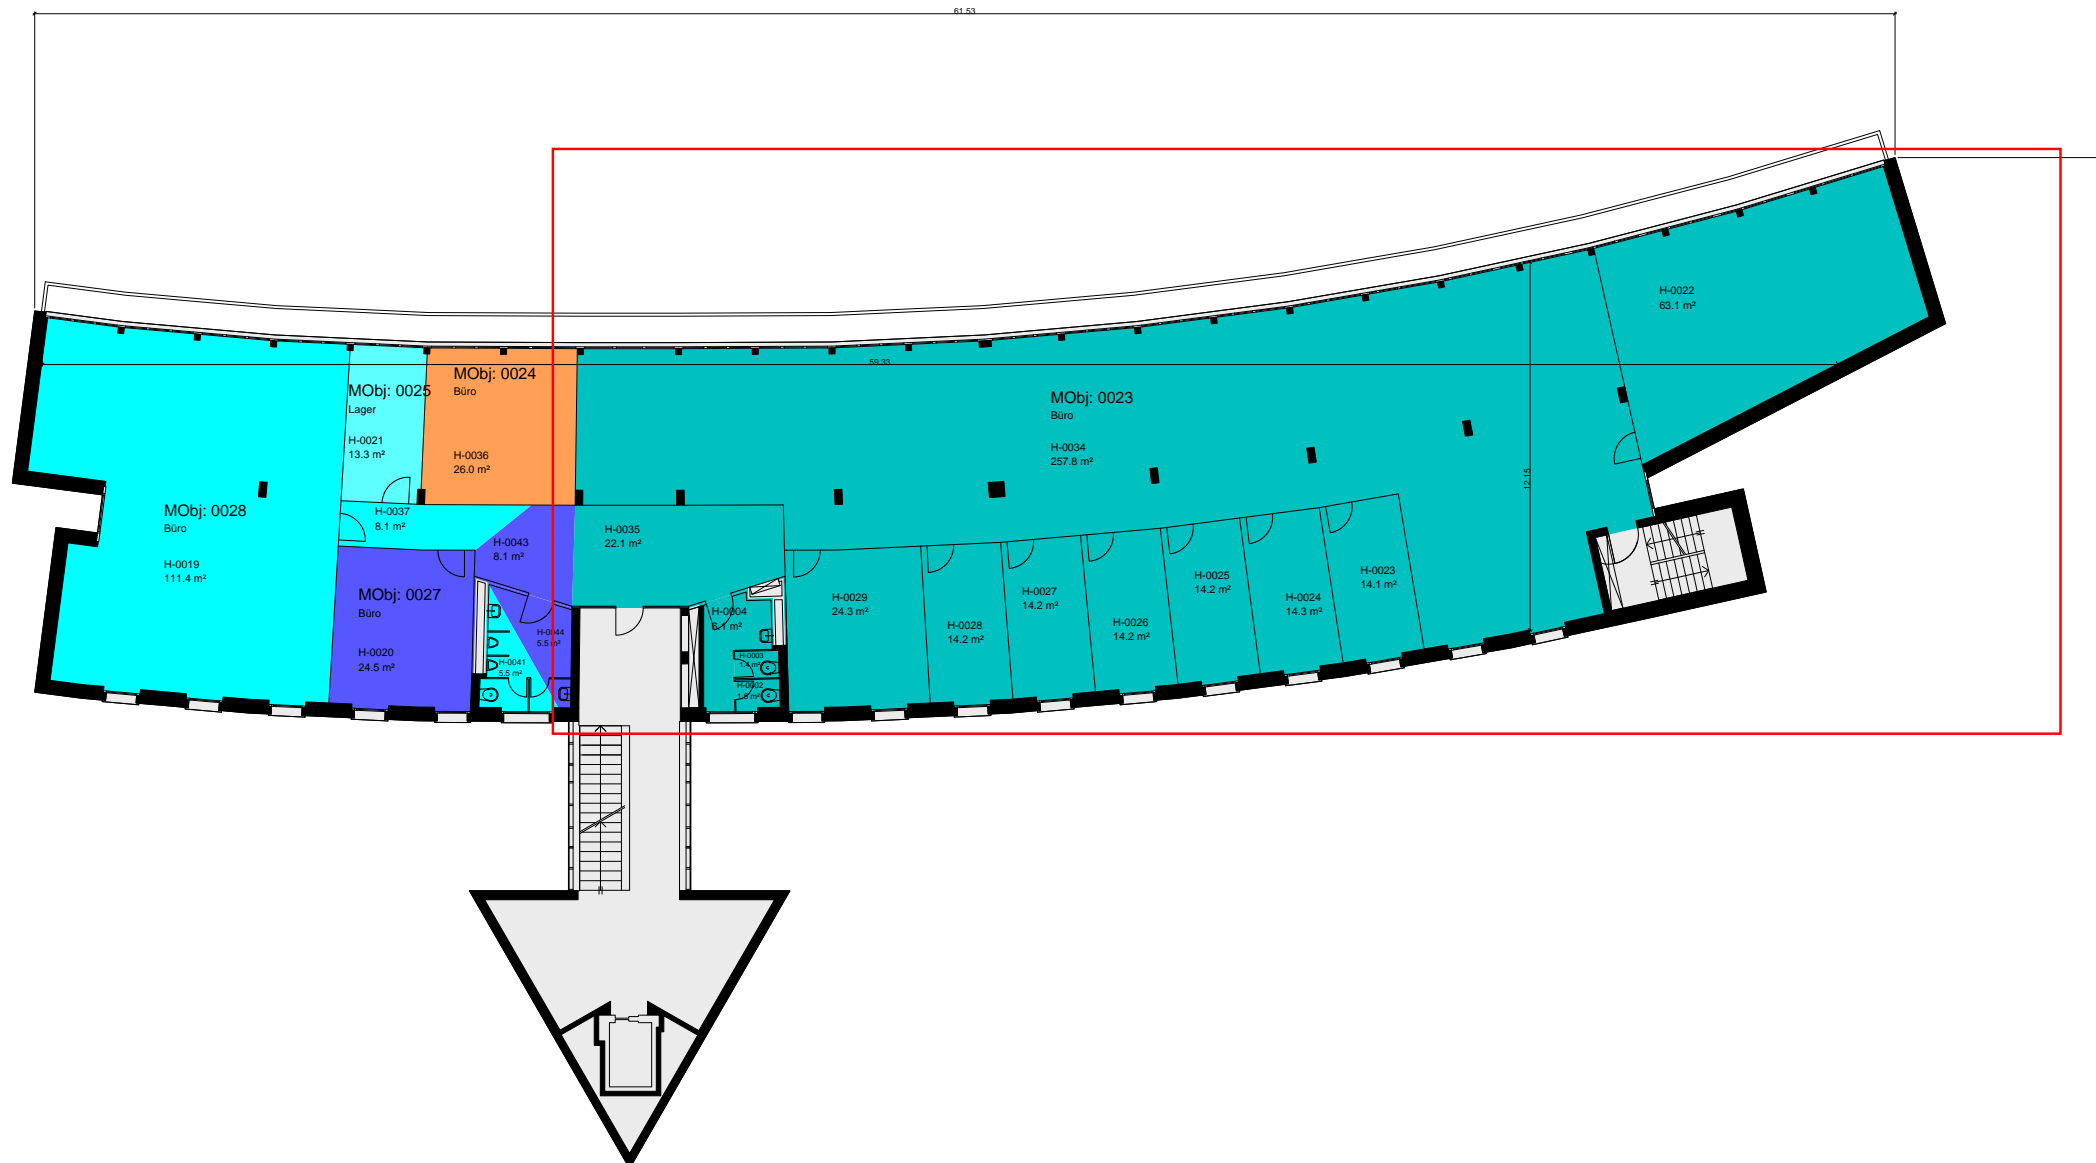 61.53
59.33
12.15
MObj: 0028
Büro
H-0019
111.4 m²
MObj: 0025
Lager
H-0021
13.3 m²
MObj: 0024
Büro
H-0036
26.0 m²
H-0037
8.1 m²
MObj: 0027
Büro
H-0020
24.5 m²
H-0043
8.1 m²
H-0044
5.5 m²
H-0041
5.5 m²
H-0035
22.1 m²
H-0004
6.1 m²
H-0003
1.4 m²
H-0002
MObj: 0023
Büro
H-0034
257.8 m²
H-0029
24.3 m²
H-0028
14.2 m²
H-0027
14.2 m²
H-0026
14.2 m²
H-0025
14.2 m²
H-0024
14.3 m²
H-0023
14.1 m²
H-0022
63.1 m²